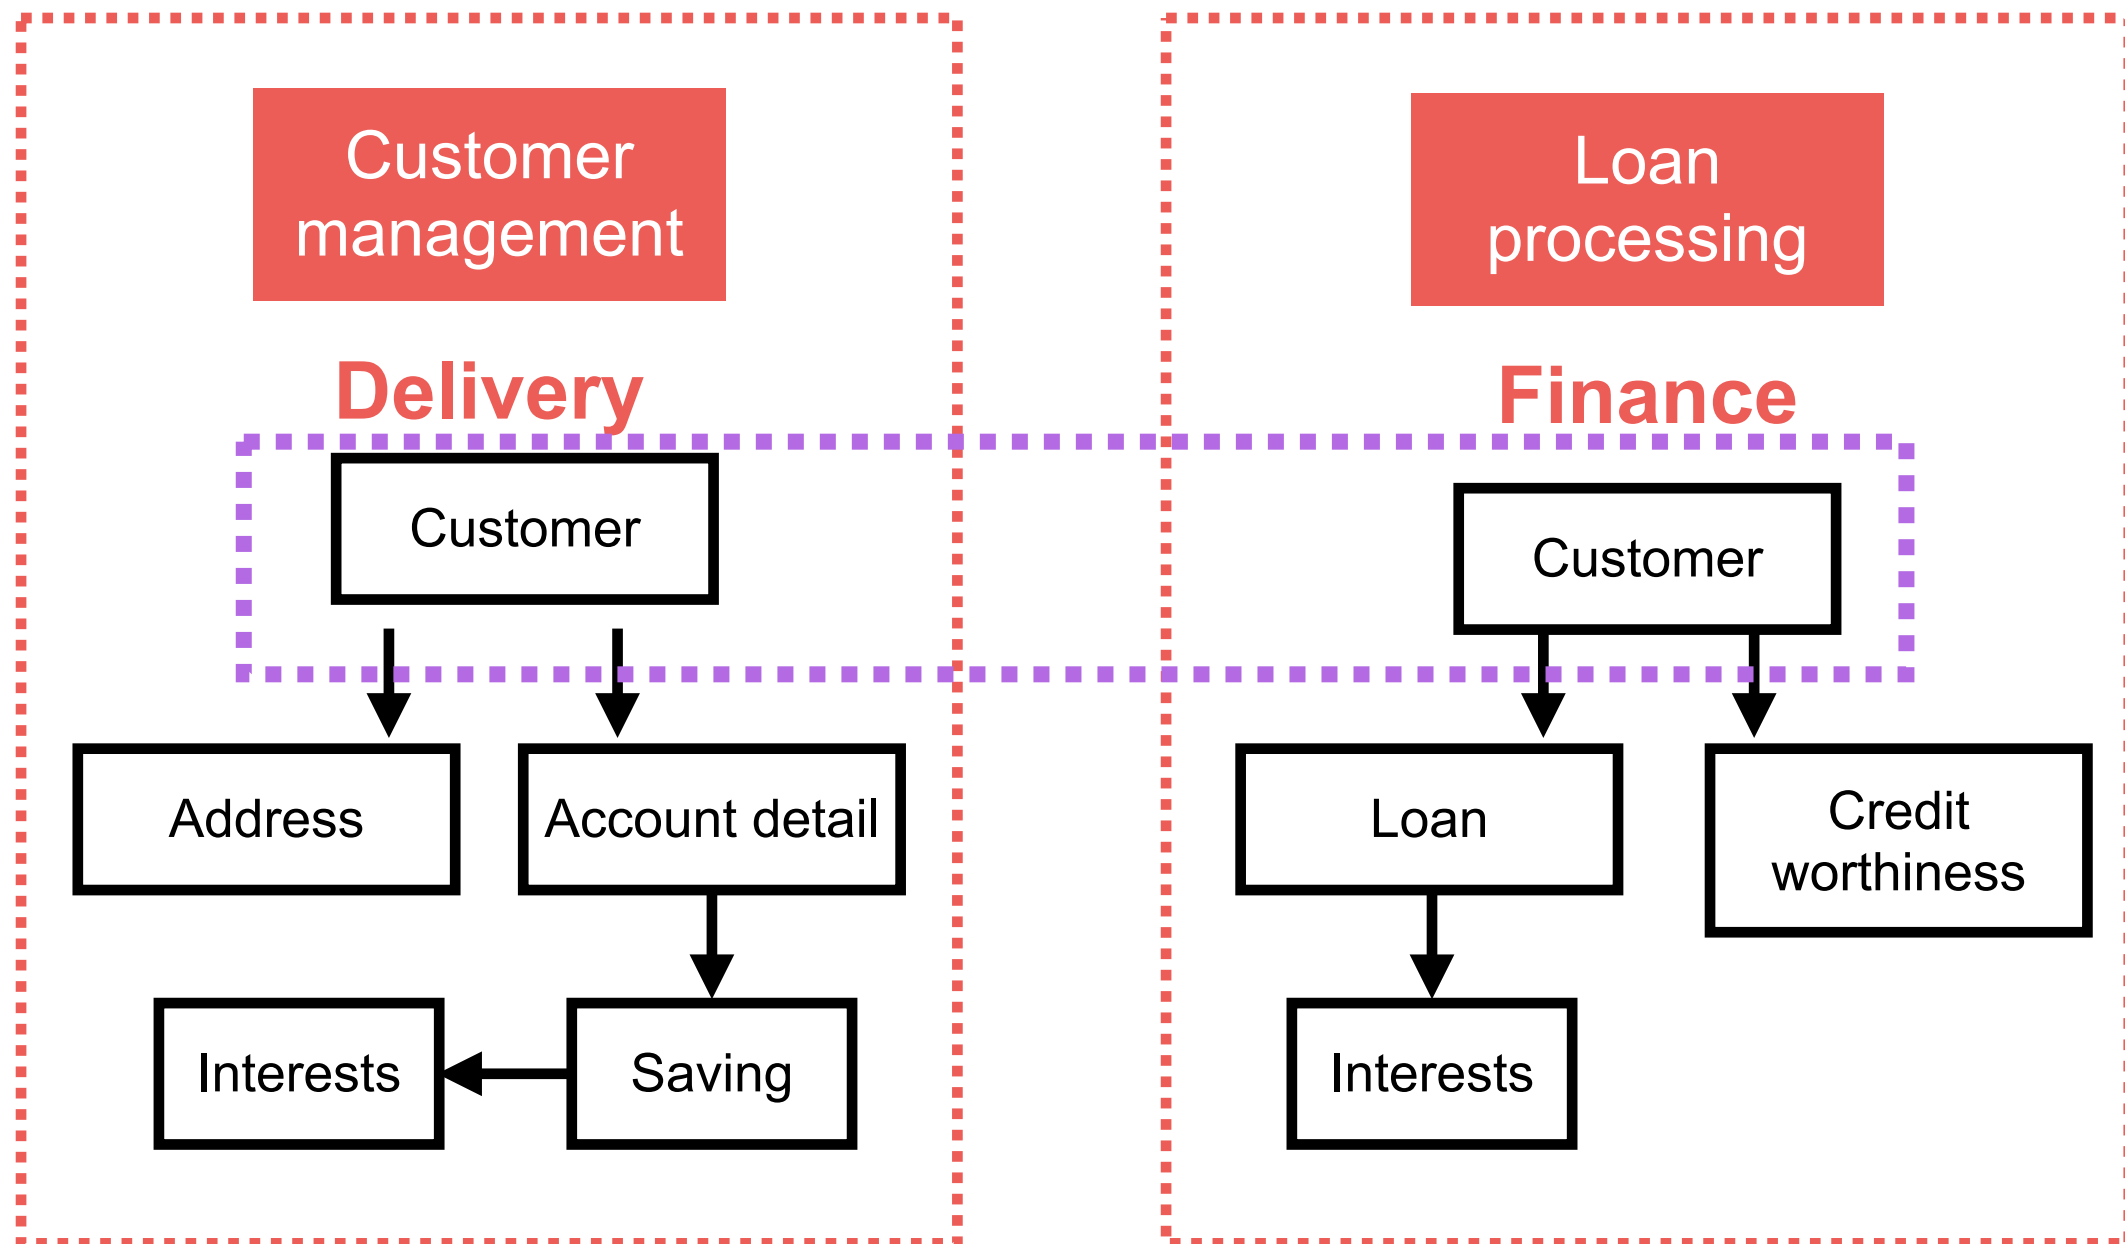 Customer
management
Delivery
Customer
Address
Account detail
Interests
Saving
Loan
processing
Finance
Customer
Loan
Credit
worthiness
Interests